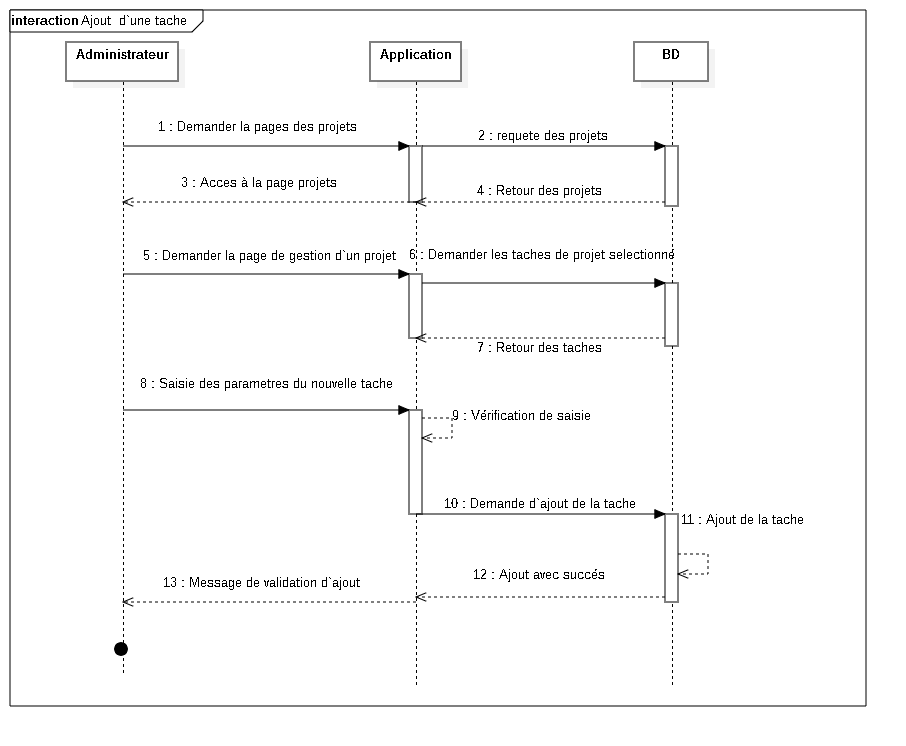 interaction Ajout d`une tache
Administrateur
Application
BD
1 : Demander la pages des projets
2 : requete des projets
3 : Acces à la page projets
4 : Retour des projets
5 : Demander la page de gestion d`un projet
6 : Demander les taches de projet selectionne
7 : Retour des taches
8 : Saisie des parametres du nouvelle tache
9 : Vérification de saisie
10 : Demande d`ajout de la tache
11 : Ajout de la tache
12 : Ajout avec succés
13 : Message de validation d`ajout